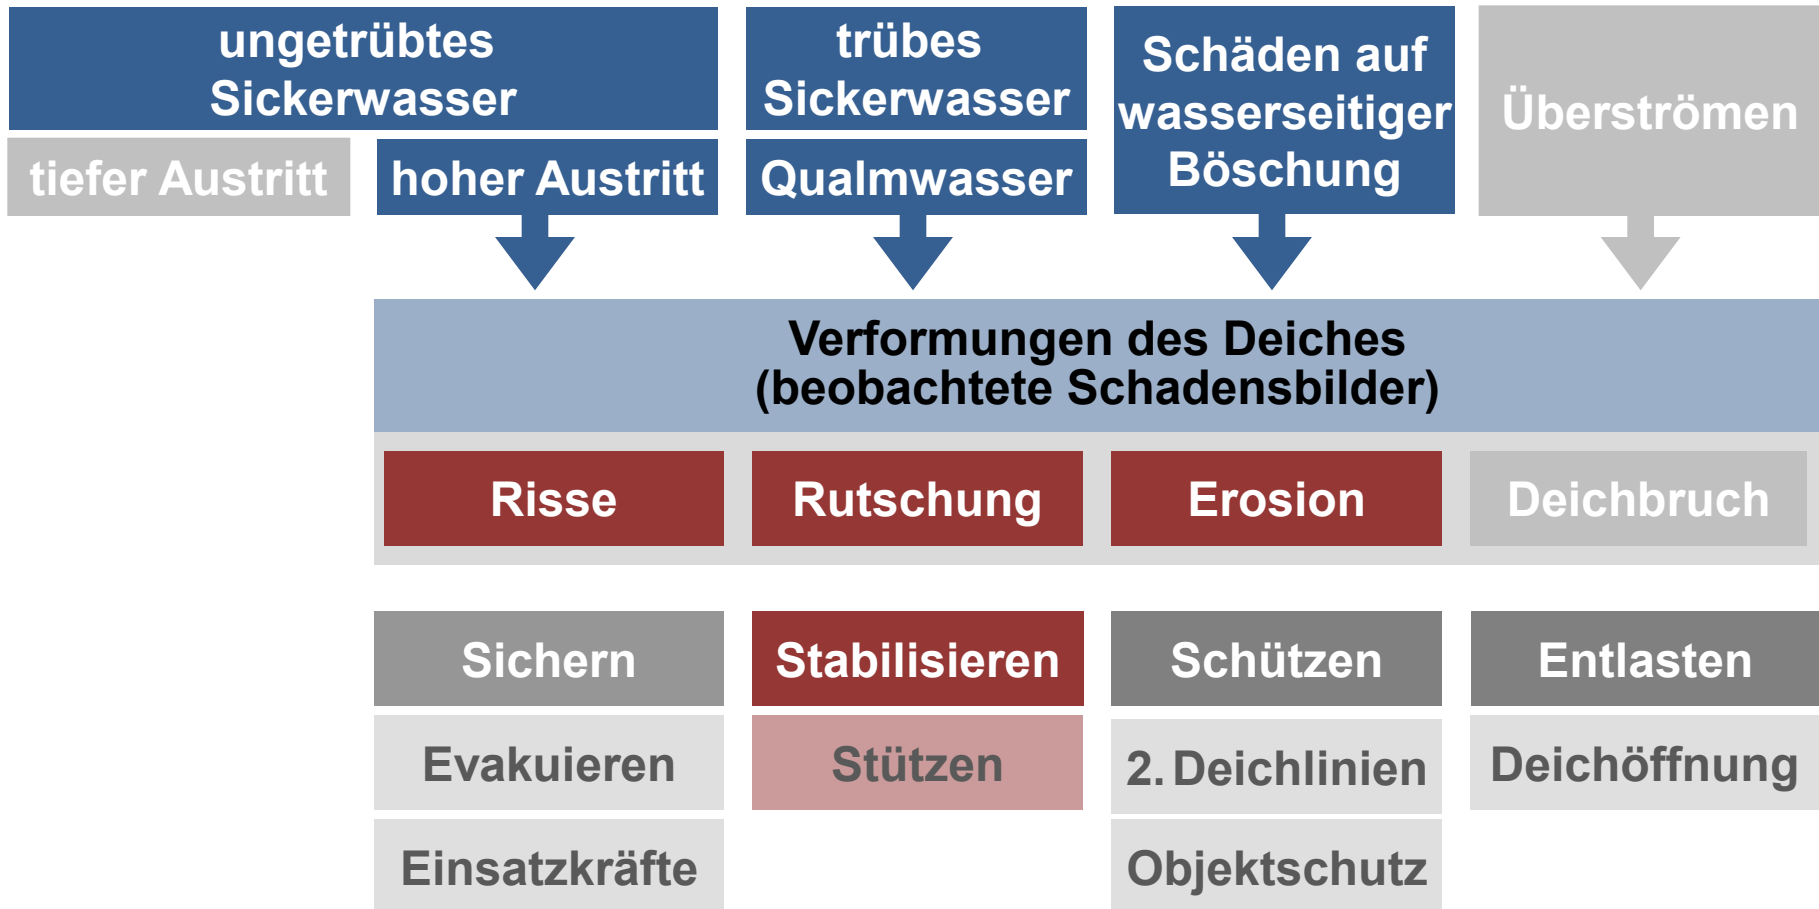 ungetrübtes
Sickerwasser
trübes
Sickerwasser
Schäden auf
wasserseitiger
Böschung
Überströmen
tiefer Austritt
hoher Austritt
Qualmwasser
Verformungen des Deiches
(beobachtete Schadensbilder)
Risse
Rutschung
Erosion
Deichbruch
Sichern
Stabilisieren
Schützen
Entlasten
Evakuieren
Stützen
2. Deichlinien
Deichöffnung
Einsatzkräfte
Objektschutz